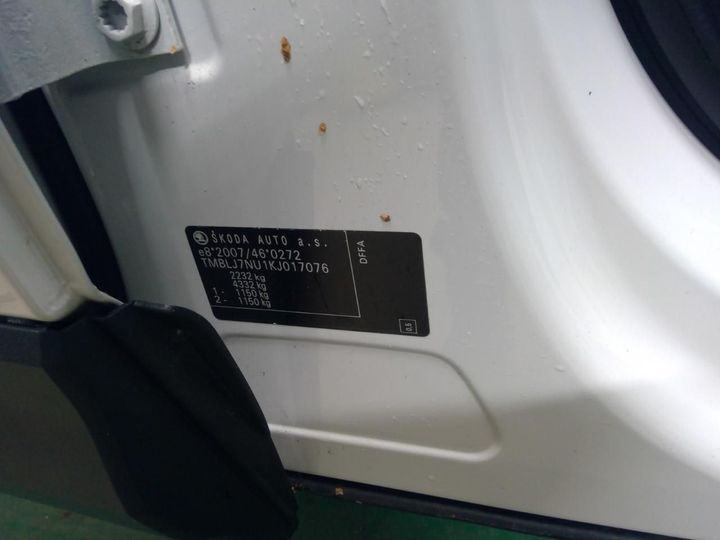 ŠKODA AUTO a.s.
e8*2007/46*0272
TMBLJ7NU1KJ017076
2232 kg
4332 kg
1 - 1150 kg
2 - 1150 kg
DFFA
0.5